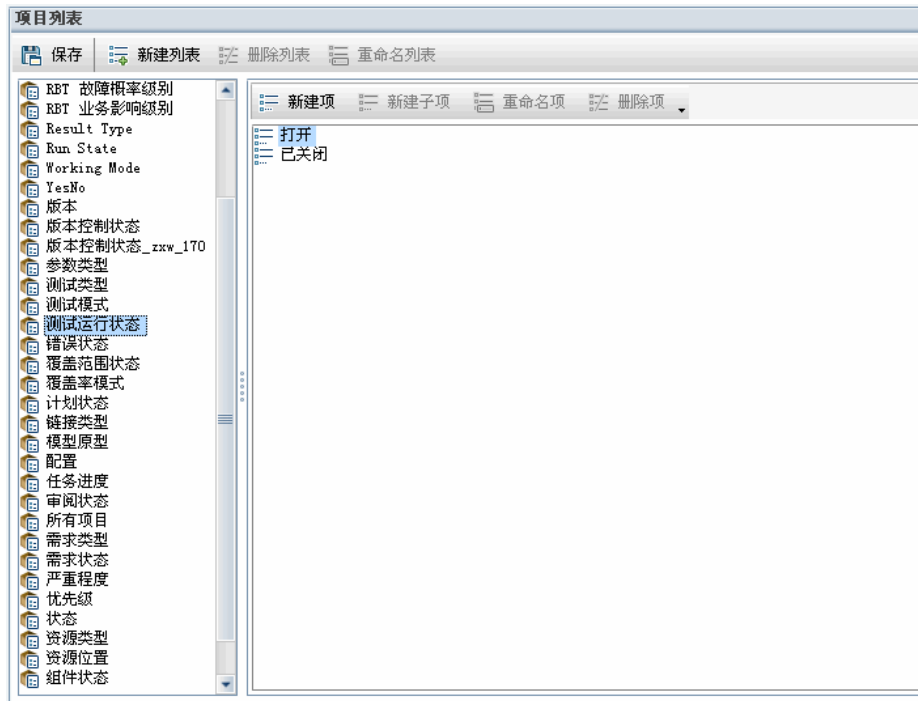 项目列表
保存 新建列表 删除列表 重命名列表
RBT 故障概率级别
RBT 业务影响级别
Result Type
Run State
Working Mode
YesNo
版本
版本控制状态
版本控制状态_zxw_170
参数类型
测试类型
测试模式
测试运行状态
错误状态
覆盖范围状态
覆盖率模式
计划状态
链接类型
模型原型
配置
任务进度
审阅状态
所有项目
需求类型
需求状态
严重程度
优先级
状态
资源类型
资源位置
组件状态
新建项 新建子项 重命名项 删除项
打开
已关闭